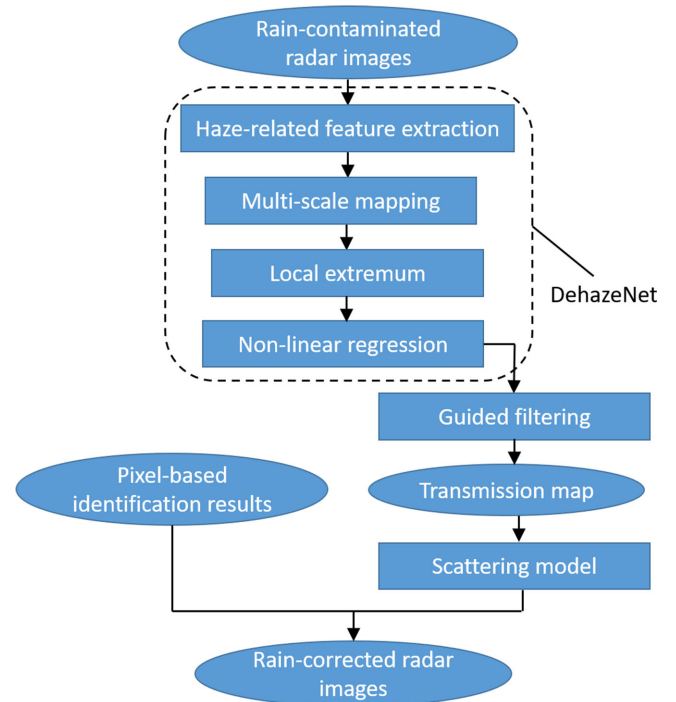 Rain-contaminated
radar images
Haze-related feature extraction
Multi-scale mapping
Local extremum
DehazeNet
Non-linear regression
Guided filtering
Pixel-based
identification results
Transmission map
Scattering model
Rain-corrected radar
images